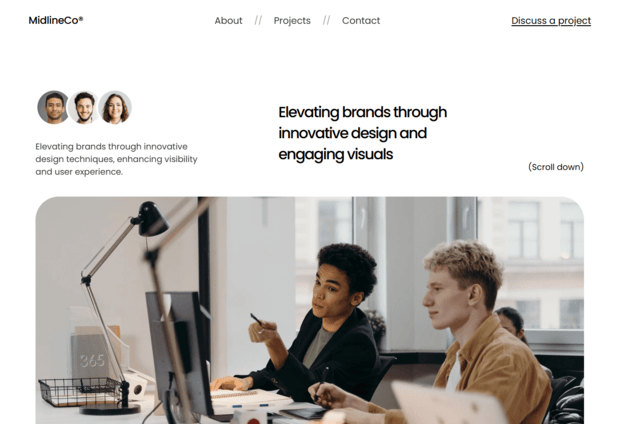 MidlineCo®
About // Projects // Contact
Discuss a project
Elevating brands through innovative
design techniques, enhancing visibility
and user experience.
Elevating brands through
innovative design and
engaging visuals
(Scroll down)
365